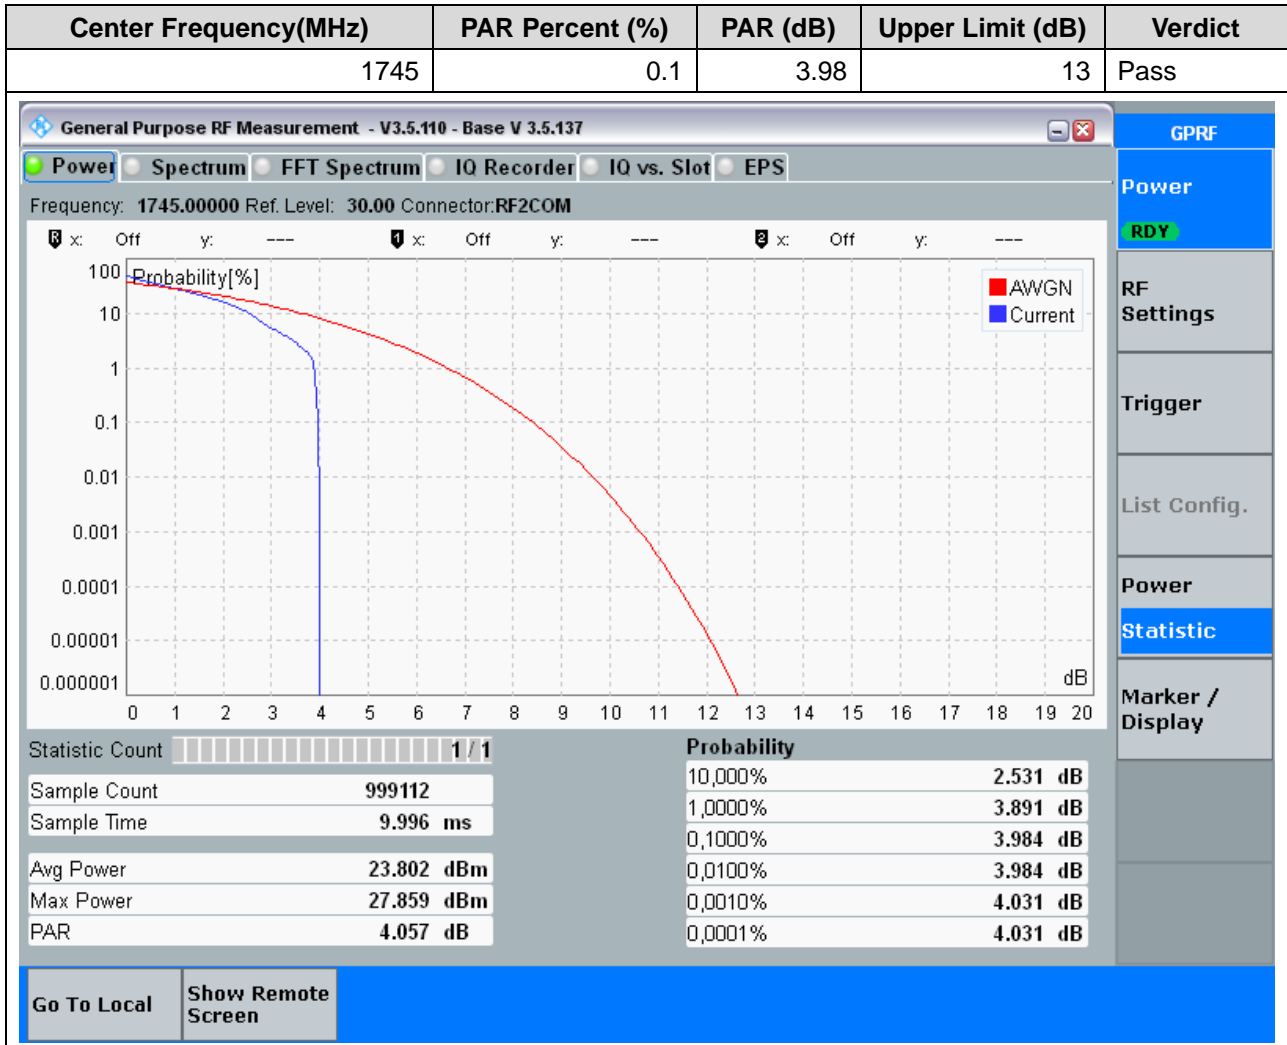 Center Frequency(MHz) PAR Percent (%) PAR (dB) Upper Limit (dB) Verdict
1745 0.1 3.98 13 Pass
General Purpose RF Measurement - V3.5.110 - Base V 3.5.137
GPRF
Power Spectrum FFT Spectrum IQ Recorder IQ vs. Slot EPS
Power
RDY
Frequency: 1745.00000 Ref. Level: 30.00 Connector:RF2COM
R x: Off y: --- 1 x: Off y: --- 2 x: Off y: ---
100 Probability[%]
AWGN
Current
RF
Settings
10
1
Trigger
0.1
0.01
List Config.
0.001
0.0001
Power
Statistic
0.00001
0.000001
dB
0 1 2 3 4 5 6 7 8 9 10 11 12 13 14 15 16 17 18 19 20
Marker /
Display
Statistic Count 1 / 1
Sample Count 999112
Sample Time 9.996 ms
Avg Power 23.802 dBm
Max Power 27.859 dBm
PAR 4.057 dB
Probability
10,000% 2.531 dB
1,0000% 3.891 dB
0,1000% 3.984 dB
0,0100% 3.984 dB
0,0010% 4.031 dB
0,0001% 4.031 dB
Go To Local
Show Remote
Screen